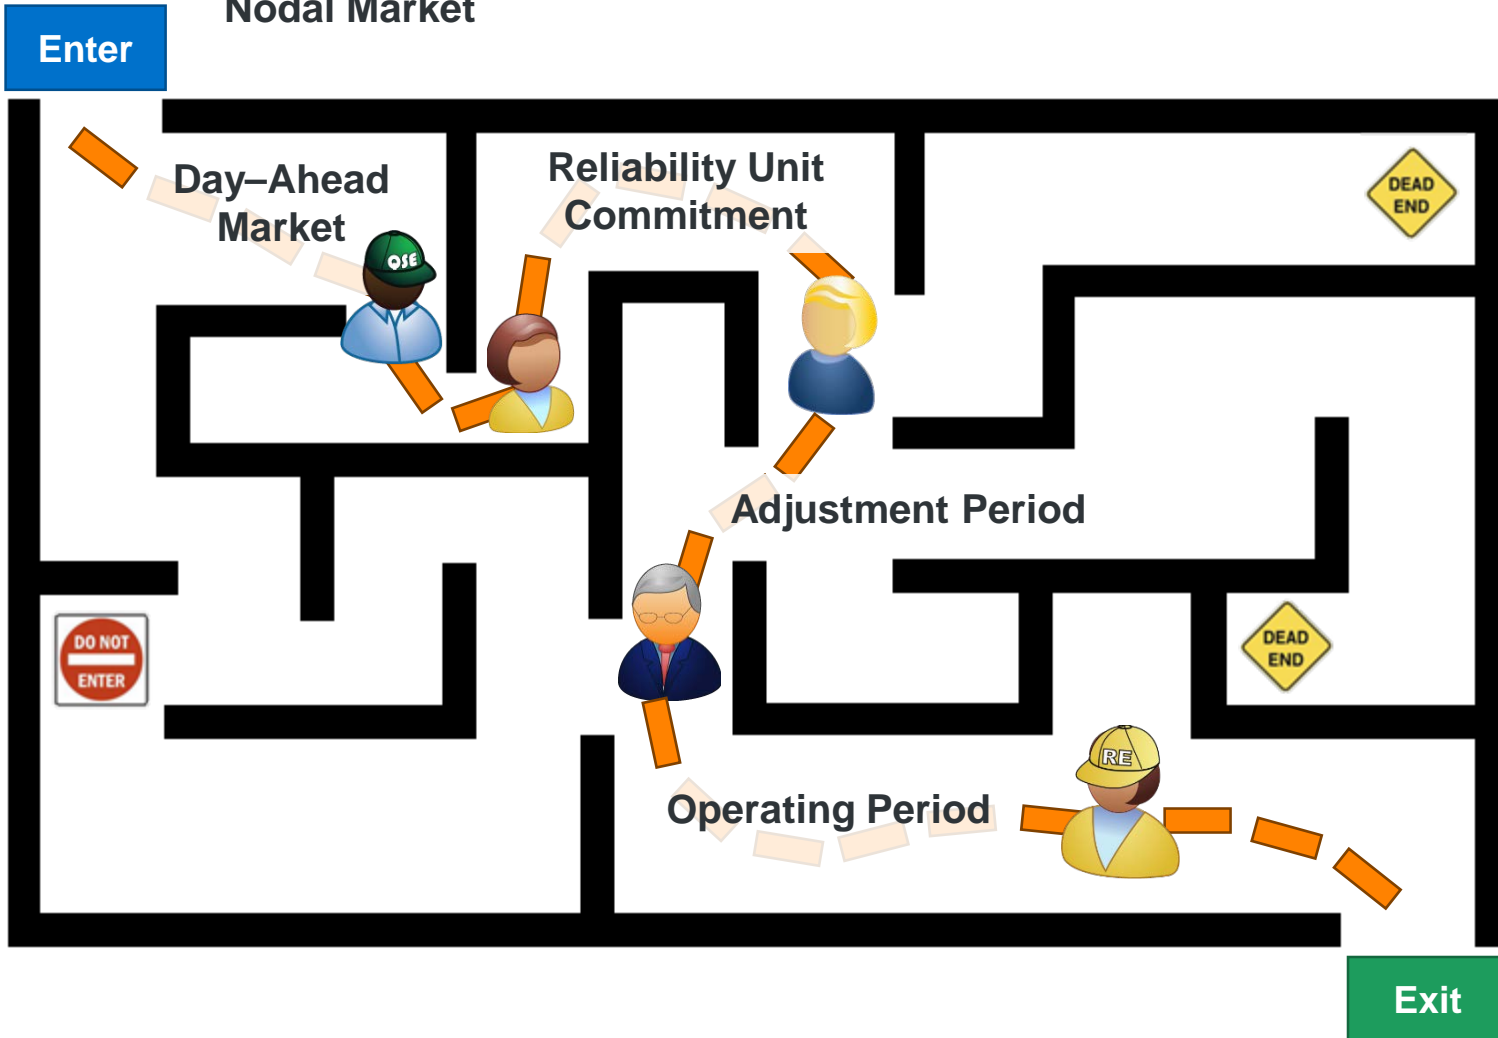 Nodal Market
Enter
Day–Ahead
Market
QSE
Reliability Unit
Commitment
DEAD
END
Adjustment Period
DO NOT
ENTER
DEAD
END
RE
Operating Period
Exit